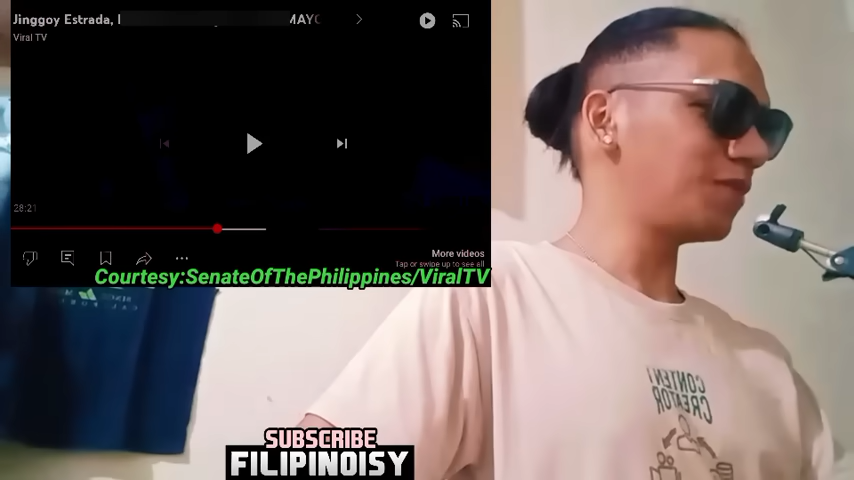 Jinggoy Estrada,
Viral TV
28:21
More videos
Tap or swipe up to see all
Courtesy:SenateOfThePhilippines/ViralTV
CONTENT
CREATOR
SUBSCRIBE
FILIPINOISY